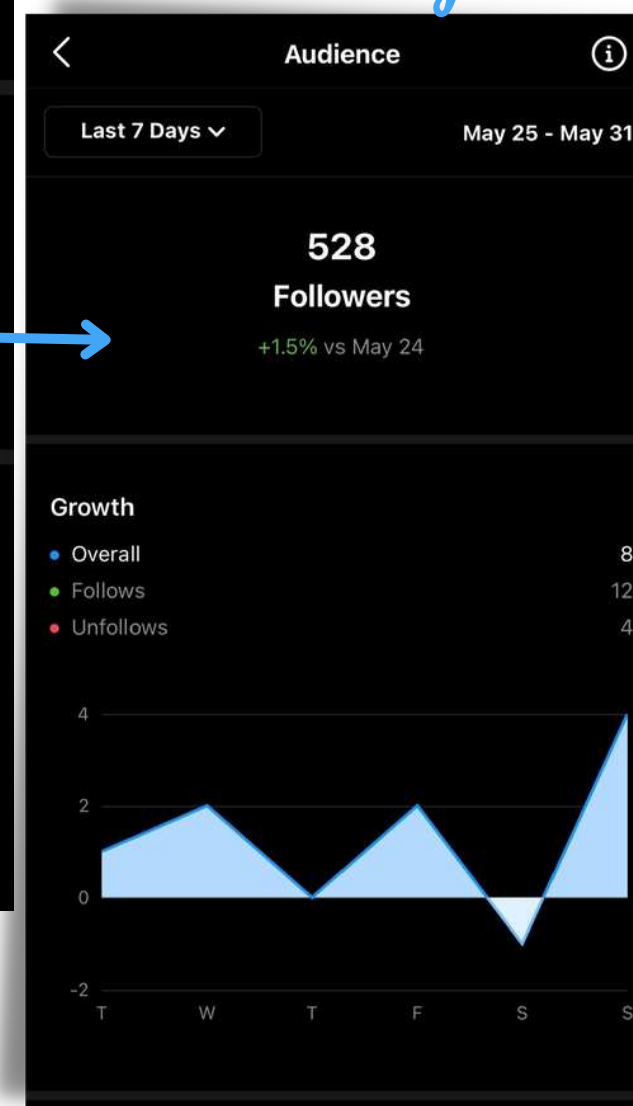 Audience
Last 7 Days May 25 - May 31
528
Followers
+1.5% vs May 24
Growth
Overall 8
Follows 12
Unfollows 4
4
2
0
-2
T W T F S S